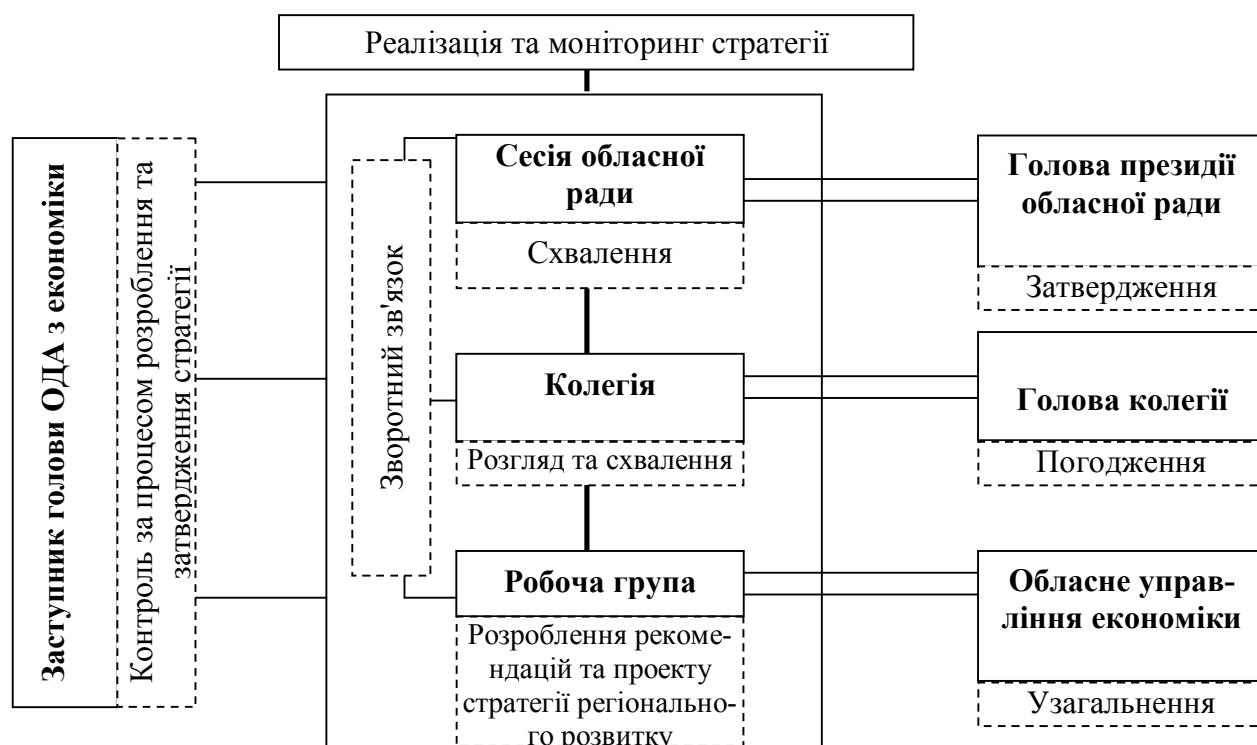 Реалізація та моніторинг стратегії
Заступник голови ОДА з економіки
Контроль за процесом розроблення та
затвердження стратегії
Зворотний зв'язок
Сесія обласної
ради
Схвалення
Голова президії
обласної ради
Затвердження
Колегія
Розгляд та схвалення
Голова колегії
Погодження
Робоча група
Розроблення рекоме-
ндацій та проекту
стратегії регіонально-
го розвитку
Обласне управ-
ління економіки
Узагальнення